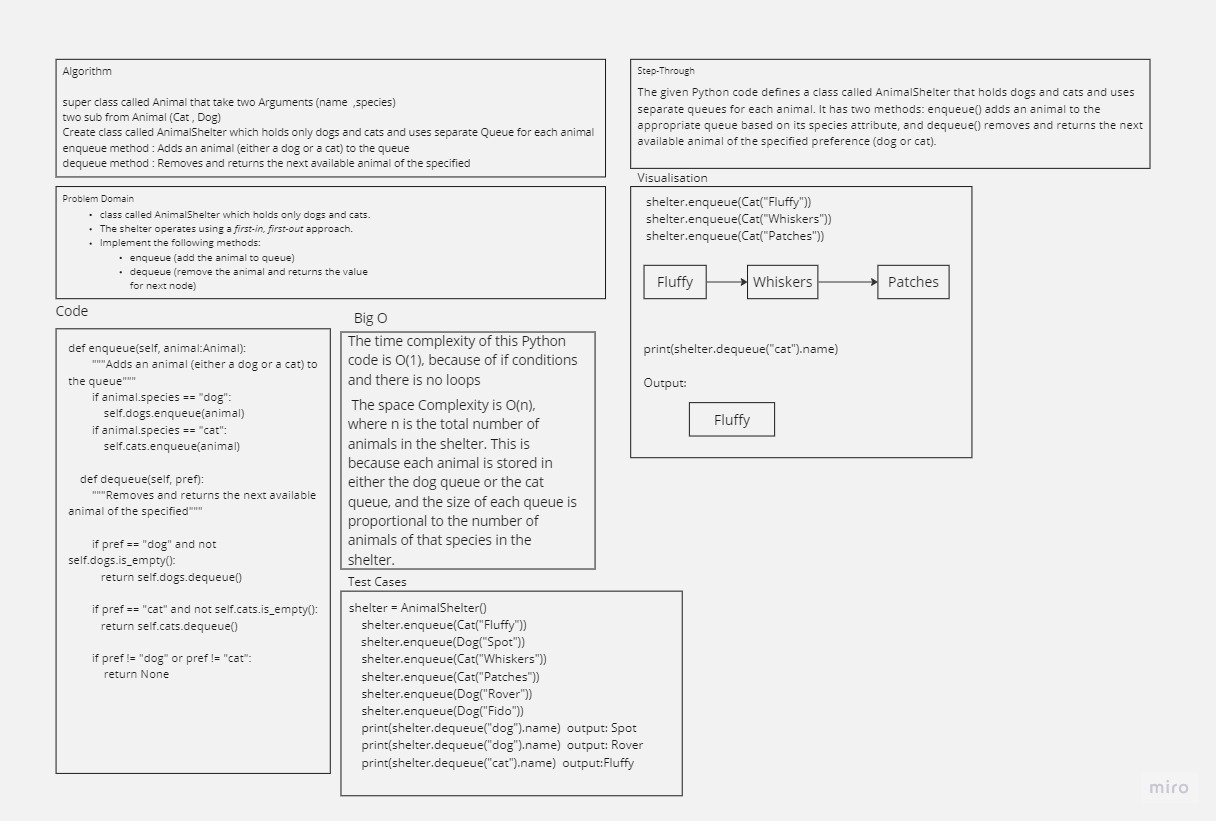 Algorithm
super class called Animal that take two Arguments (name ,species)
two sub from Animal (Cat , Dog)
Create class called AnimalShelter which holds only dogs and cats and uses separate Queue for each animal
enqueue method : Adds an animal (either a dog or a cat) to the queue
dequeue method : Removes and returns the next available animal of the specified
Problem Domain
• class called AnimalShelter which holds only dogs and cats.
• The shelter operates using a first-in, first-out approach.
• Implement the following methods:
• enqueue (add the animal to queue)
• dequeue (remove the animal and returns the value
for next node)
Code
def enqueue(self, animal:Animal):
"""Adds an animal (either a dog or a cat) to
the queue"""
if animal.species == "dog":
self.dogs.enqueue(animal)
if animal.species == "cat":
self.cats.enqueue(animal)
def dequeue(self, pref):
"""Removes and returns the next available
animal of the specified"""
if pref == "dog" and not
self.dogs.is_empty():
return self.dogs.dequeue()
if pref == "cat" and not self.cats.is_empty():
return self.cats.dequeue()
if pref != "dog" or pref != "cat":
return None
Big O
The time complexity of this Python
code is O(1), because of if conditions
and there is no loops
The space Complexity is O(n),
where n is the total number of
animals in the shelter. This is
because each animal is stored in
either the dog queue or the cat
queue, and the size of each queue is
proportional to the number of
animals of that species in the
shelter.
Test Cases
shelter = AnimalShelter()
shelter.enqueue(Cat("Fluffy"))
shelter.enqueue(Dog("Spot"))
shelter.enqueue(Cat("Whiskers"))
shelter.enqueue(Cat("Patches"))
shelter.enqueue(Dog("Rover"))
shelter.enqueue(Dog("Fido"))
print(shelter.dequeue("dog").name) output: Spot
print(shelter.dequeue("dog").name) output: Rover
print(shelter.dequeue("cat").name) output:Fluffy
Step-Through
The given Python code defines a class called AnimalShelter that holds dogs and cats and uses
separate queues for each animal. It has two methods: enqueue() adds an animal to the
appropriate queue based on its species attribute, and dequeue() removes and returns the next
available animal of the specified preference (dog or cat).
Visualisation
shelter.enqueue(Cat("Fluffy"))
shelter.enqueue(Cat("Whiskers"))
shelter.enqueue(Cat("Patches"))
Fluffy Whiskers Patches
print(shelter.dequeue("cat").name)
Output:
Fluffy
miro